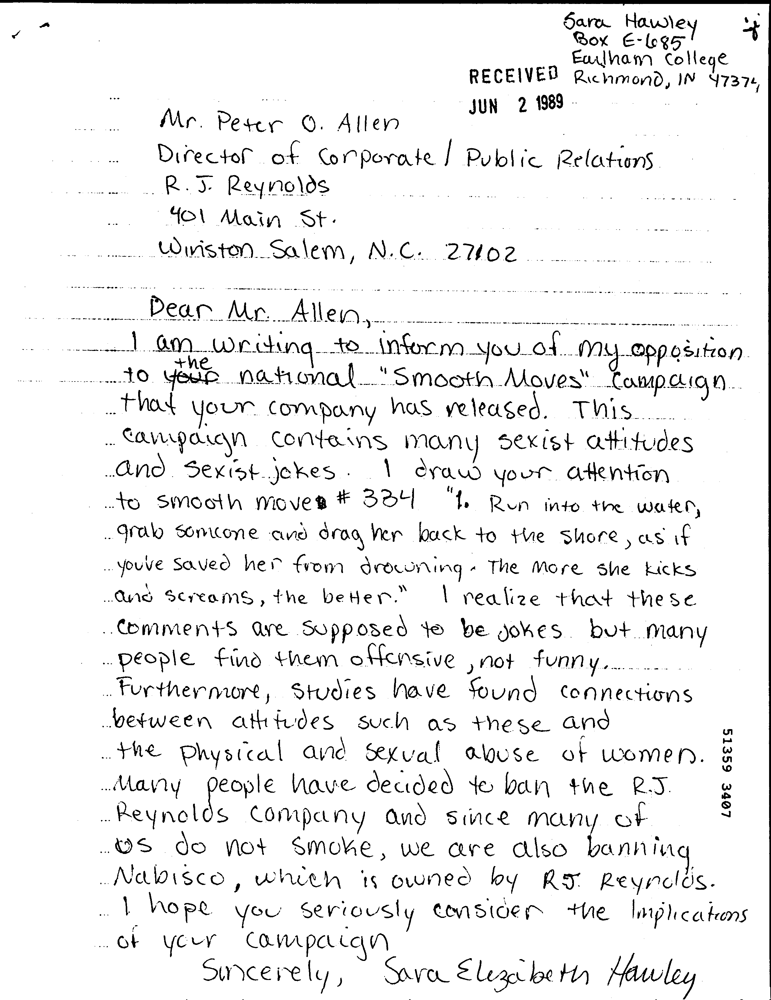 Sara Hawley
Box E-685
Earlham College
Richmond, IN 47374
RECEIVED
JUN 2 1989
Mr. Peter O. Allen
Director of Corporate/Public Relations
R.J. Reynolds
401 Main St.
Winston Salem, N.C. 27102
Dear Mr. Allen,
I am writing to inform you of my opposition
to your the national "Smooth Moves" Campaign
that your company has released. This
campaign contains many sexist attitudes
and sexist jokes. I draw your attention
to smooth move # 334 "1. Run into the water,
grab someone and drag her back to the shore, as if
you've saved her from drowning. The more she kicks
and screams, the better." I realize that these
comments are supposed to be jokes but many
people find them offensive, not funny.
Furthermore, studies have found connections
between attitudes such as these and
the physical and sexual abuse of women.
Many people have decided to ban the R.J.
Reynolds company and since many of
us do not smoke, we are also banning
Nabisco, which is owned by R.J. Reynolds.
I hope you seriously consider the implications
of your campaign
Sincerely, Sara Elizabeth Hawley
51359 3407